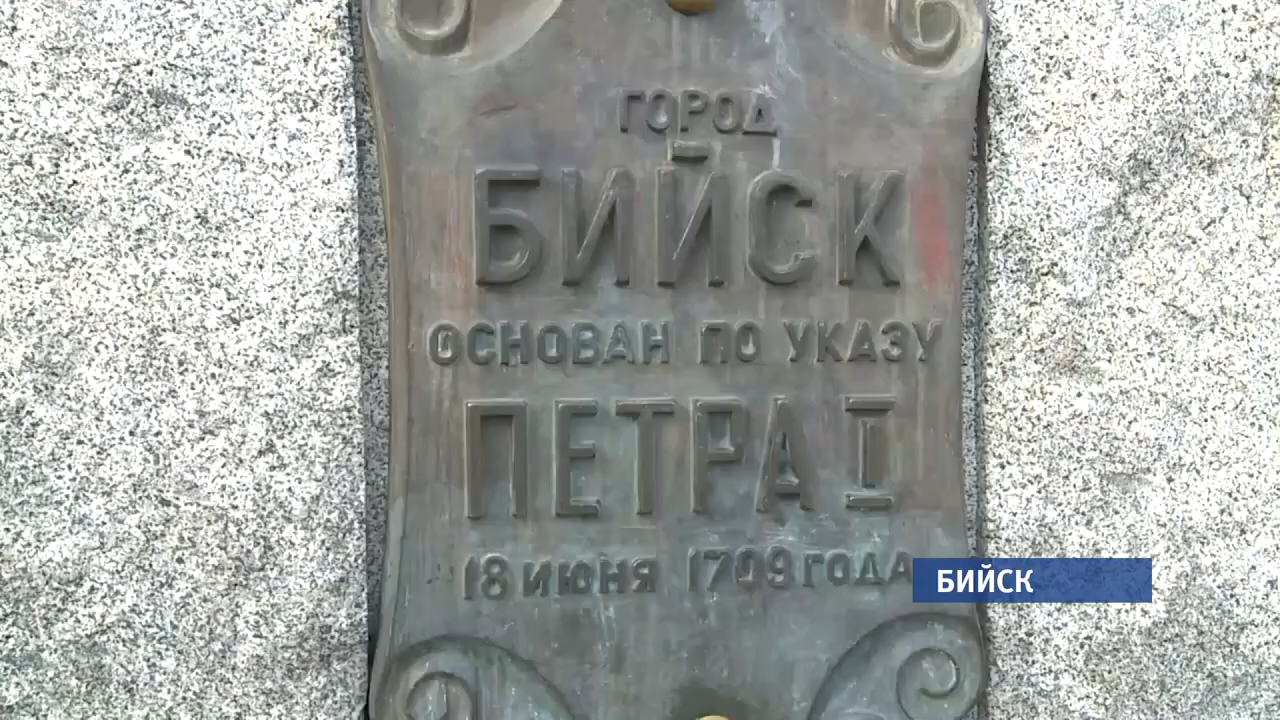 ГОРОД
БИЙСК
ОСНОВАН ПО УКАЗУ
ПЕТРА I
18 ИЮНЯ 1709 ГОДА
БИЙСК